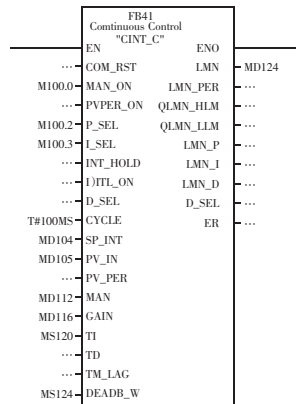 FB41
Comtinuous Control
"CINT_C"
EN ENO
··· COM_RST LMN MD124
M100.0 MAN_ON LMN_PER ···
··· PVPER_ON QLMN_HLM ···
M100.2 P_SEL QLMN_LLM ···
M100.3 I_SEL LMN_P ···
··· INT_HOLD LMN_I ···
··· I)ITL_ON LMN_D ···
··· D_SEL D_SEL ···
T#100MS CYCLE ER ···
MD104 SP_INT
MD105 PV_IN
··· PV_PER
MD112 MAN
MD116 GAIN
MS120 TI
··· TD
··· TM_LAG
MS124 DEADB_W